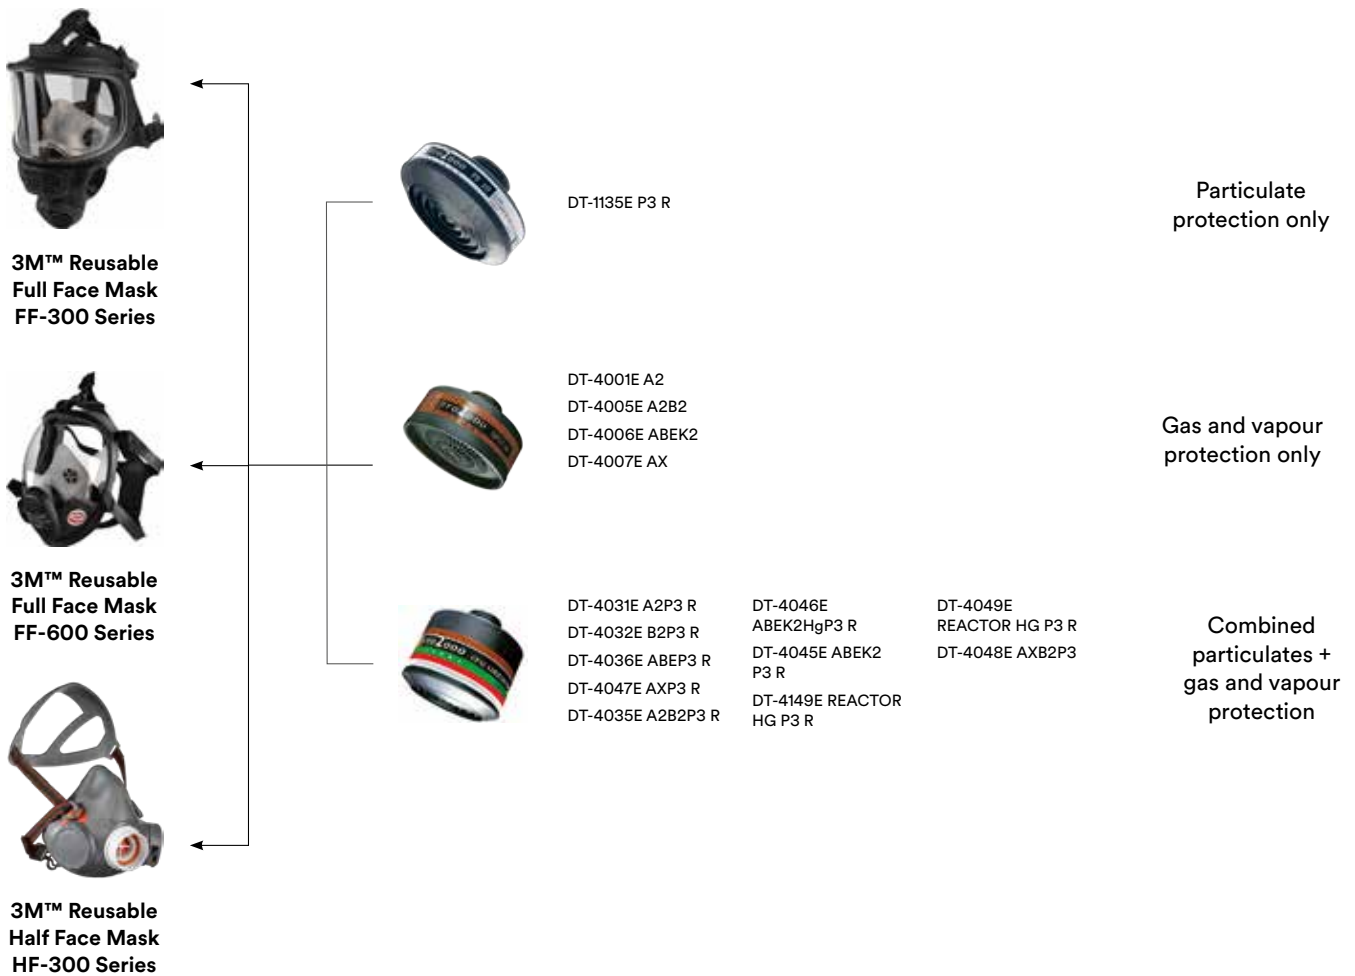 3M™ Reusable
Full Face Mask
FF-300 Series
3M™ Reusable
Full Face Mask
FF-600 Series
3M™ Reusable
Half Face Mask
HF-300 Series
DT-1135E P3 R
Particulate
protection only
DT-4001E A2
DT-4005E A2B2
DT-4006E ABEK2
DT-4007E AX
Gas and vapour
protection only
DT-4031E A2P3 R
DT-4032E B2P3 R
DT-4036E ABEP3 R
DT-4047E AXP3 R
DT-4035E A2B2P3 R
DT-4046E
ABEK2HgP3 R
DT-4045E ABEK2
P3 R
DT-4149E REACTOR
HG P3 R
DT-4049E
REACTOR HG P3 R
DT-4048E AXB2P3
Combined
particulates +
gas and vapour
protection